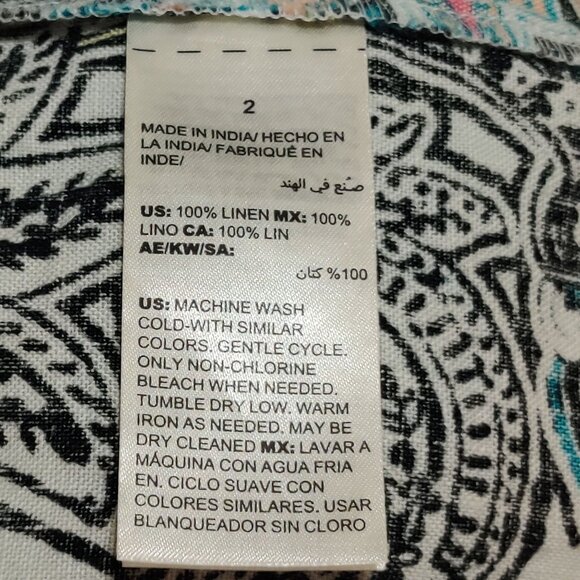 2
MADE IN INDIA/ HECHO EN
LA INDIA/ FABRIQUÉ EN
INDE/
صُنع في الهند
US: 100% LINEN MX: 100%
LINO CA: 100% LIN
AE/KW/SA:
100% كتان
US: MACHINE WASH
COLD-WITH SIMILAR
COLORS. GENTLE CYCLE.
ONLY NON-CHLORINE
BLEACH WHEN NEEDED.
TUMBLE DRY LOW. WARM
IRON AS NEEDED. MAY BE
DRY CLEANED MX: LAVAR A
MÁQUINA CON AGUA FRIA
EN. CICLO SUAVE CON
COLORES SIMILARES. USAR
BLANQUEADOR SIN CLORO